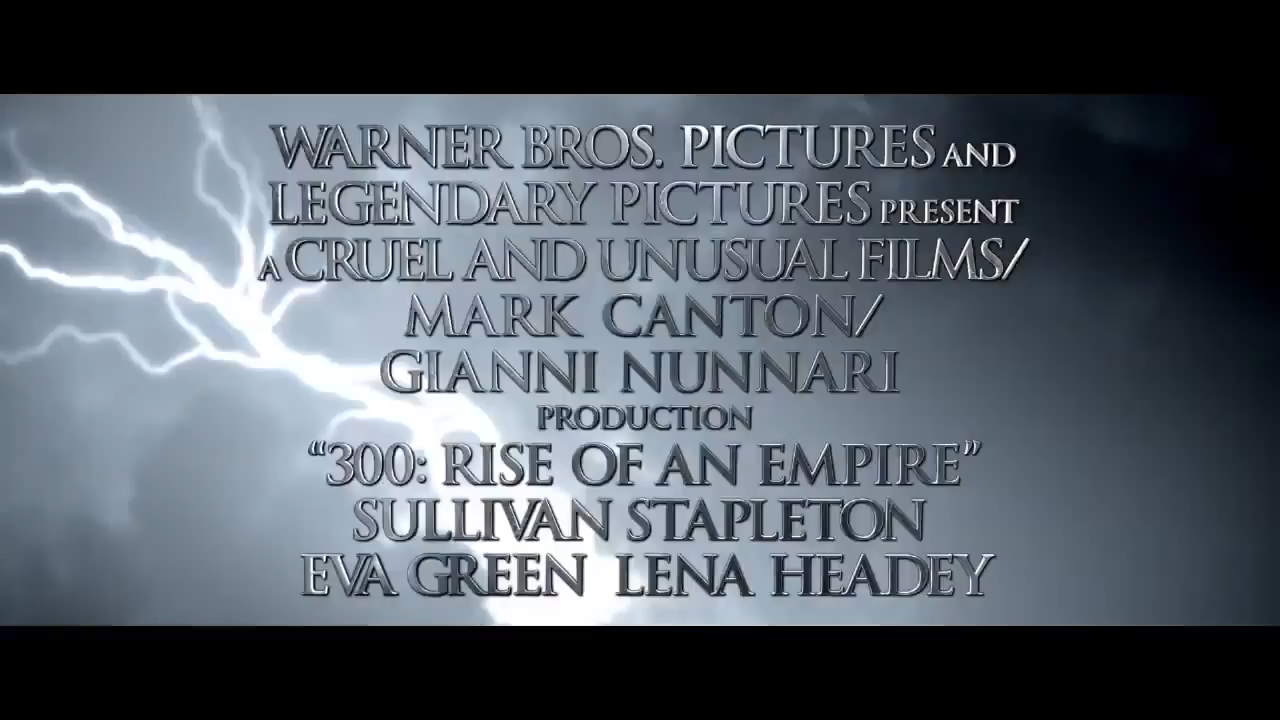 WARNER BROS. PICTURES AND
LEGENDARY PICTURES PRESENT
A CRUEL AND UNUSUAL FILMS/
MARK CANTON/
GIANNI NUNNARI
PRODUCTION
“300: RISE OF AN EMPIRE”
SULLIVAN STAPLETON
EVA GREEN LENA HEADEY